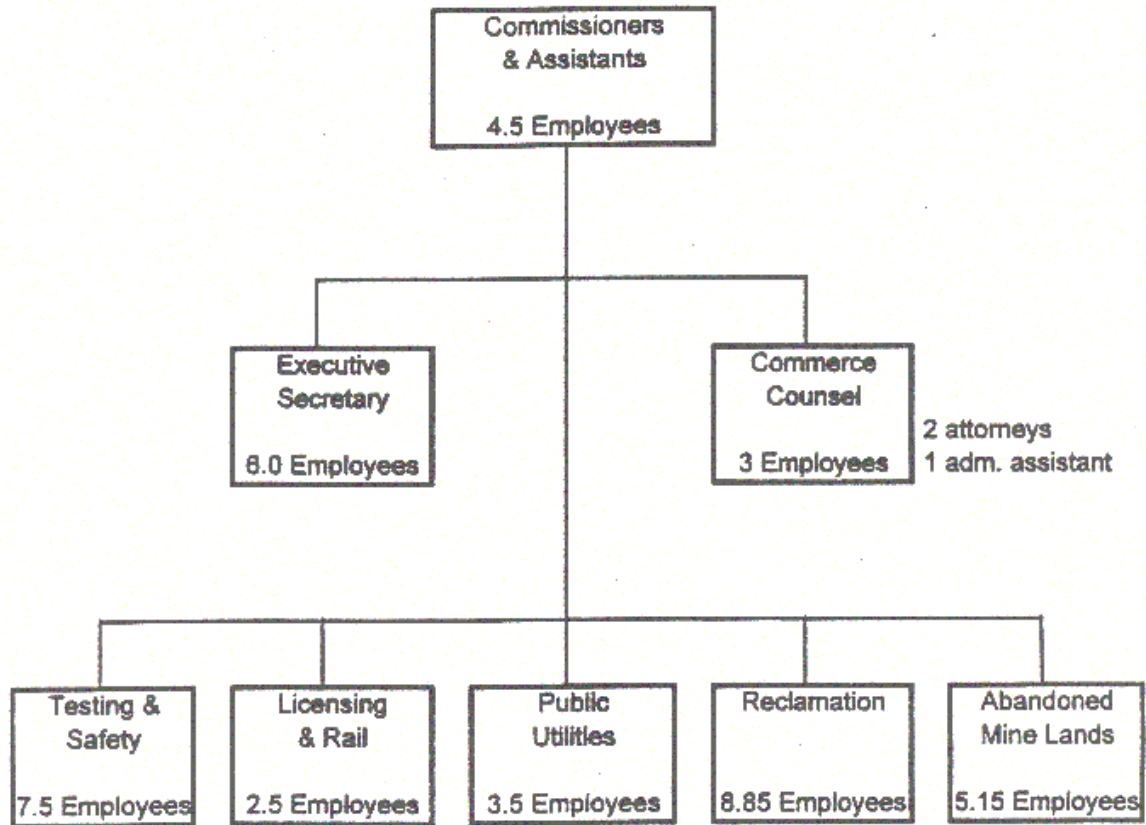 Commissioners
& Assistants
4.5 Employees
Executive
Secretary
6.0 Employees
Commerce
Counsel
3 Employees
2 attorneys
1 adm. assistant
Testing &
Safety
7.5 Employees
Licensing
& Rail
2.5 Employees
Public
Utilities
3.5 Employees
Reclamation
8.85 Employees
Abandoned
Mine Lands
5.15 Employees